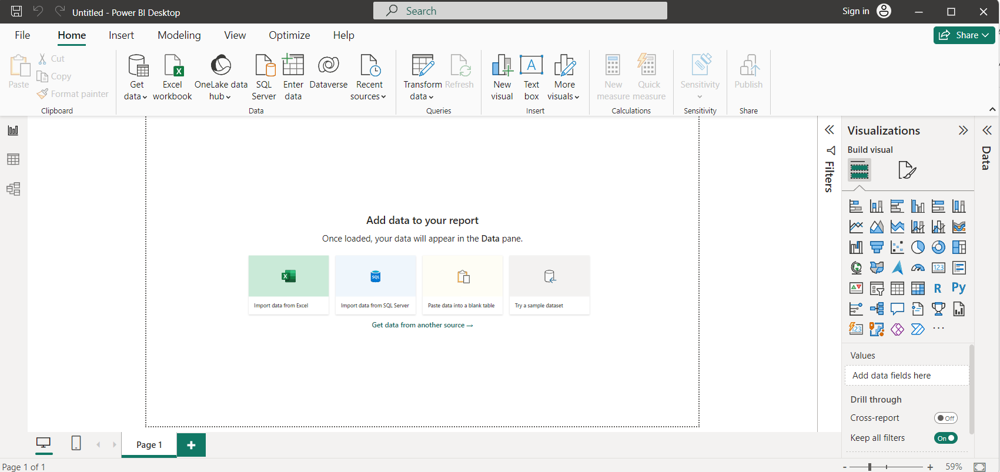 Untitled - Power BI Desktop
Search
Sign in
File
Home
Insert
Modeling
View
Optimize
Help
Share
Paste
Cut
Copy
Format painter
Clipboard
Get
data
Excel
workbook
OneLake data
hub
SQL
Server
Enter
data
Dataverse
Recent
sources
Data
Transform
data
Refresh
Queries
New
visual
A
Text
box
More
visuals
Insert
New
measure
Quick
measure
Calculations
Sensitivity
Sensitivity
Publish
Share
Add data to your report
Once loaded, your data will appear in the Data pane.
X
SQL
Import data from Excel
Import data from SQL Server
Paste data into a blank table
Try a sample dataset
Get data from another source →
Filters
Visualizations
Build visual
Data
123
R
Py
123
Values
Add data fields here
Drill through
Cross-report
Off
Keep all filters
On
Page 1
Page 1 of 1
- + 59%